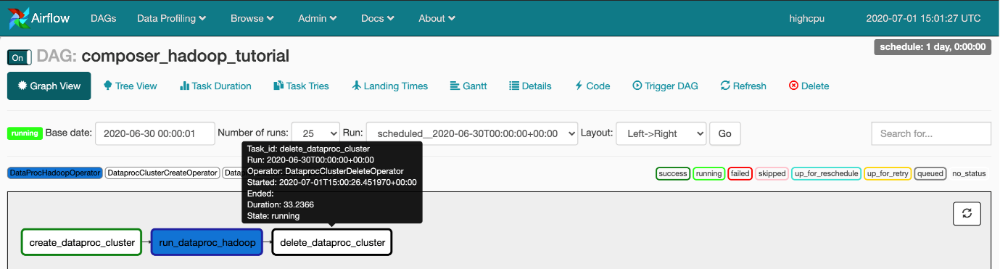 Airflow DAGs Data Profiling Browse Admin Docs About highcpu 2020-07-01 15:01:27 UTC
schedule: 1 day, 0:00:00
On DAG: composer_hadoop_tutorial
Graph View Tree View Task Duration Task Tries Landing Times Gantt Details Code Trigger DAG Refresh Delete
running Base date: 2020-06-30 00:00:01 Number of runs: 25 Run: scheduled__2020-06-30T00:00:00+00:00 Layout: Left->Right Go Search for...
Task_id: delete_dataproc_cluster
Run: 2020-06-30T00:00:00+00:00
Operator: DataprocClusterDeleteOperator
Started: 2020-07-01T15:00:26.451970+00:00
Ended:
Duration: 33.2366
State: running
DataProcHadoopOperator DataprocClusterCreateOperator success running failed skipped up_for_reschedule up_for_retry queued no_status
create_dataproc_cluster run_dataproc_hadoop delete_dataproc_cluster